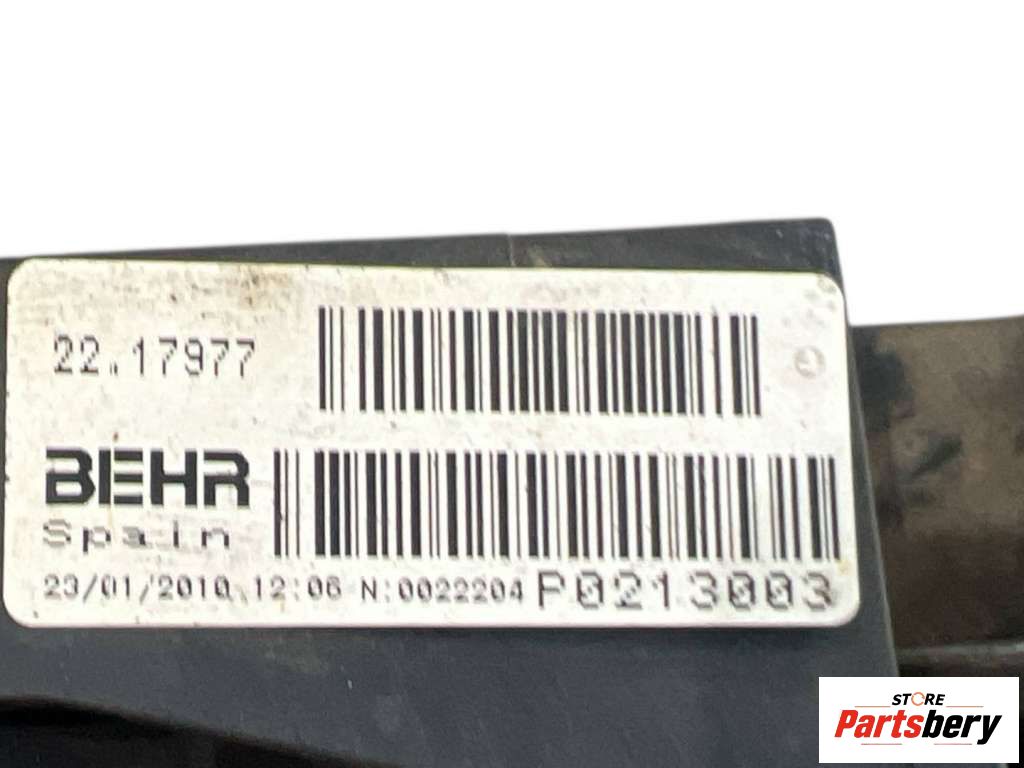 22.17977
BEHR
Spain
23/01/2010 12:06 N:0022204 P0213003
STORE
Partsbery